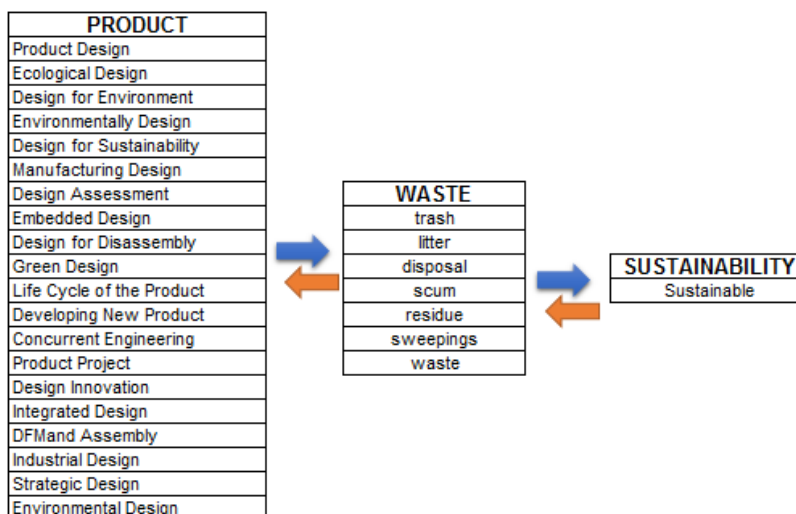 PRODUCT
Product Design
Ecological Design
Design for Environment
Environmentally Design
Design for Sustainability
Manufacturing Design
Design Assessment
Embedded Design
Design for Disassembly
Green Design
Life Cycle of the Product
Developing New Product
Concurrent Engineering
Product Project
Design Innovation
Integrated Design
DFMand Assembly
Industrial Design
Strategic Design
Environmental Design
WASTE
trash
litter
disposal
scum
residue
sweepings
waste
SUSTAINABILITY
Sustainable